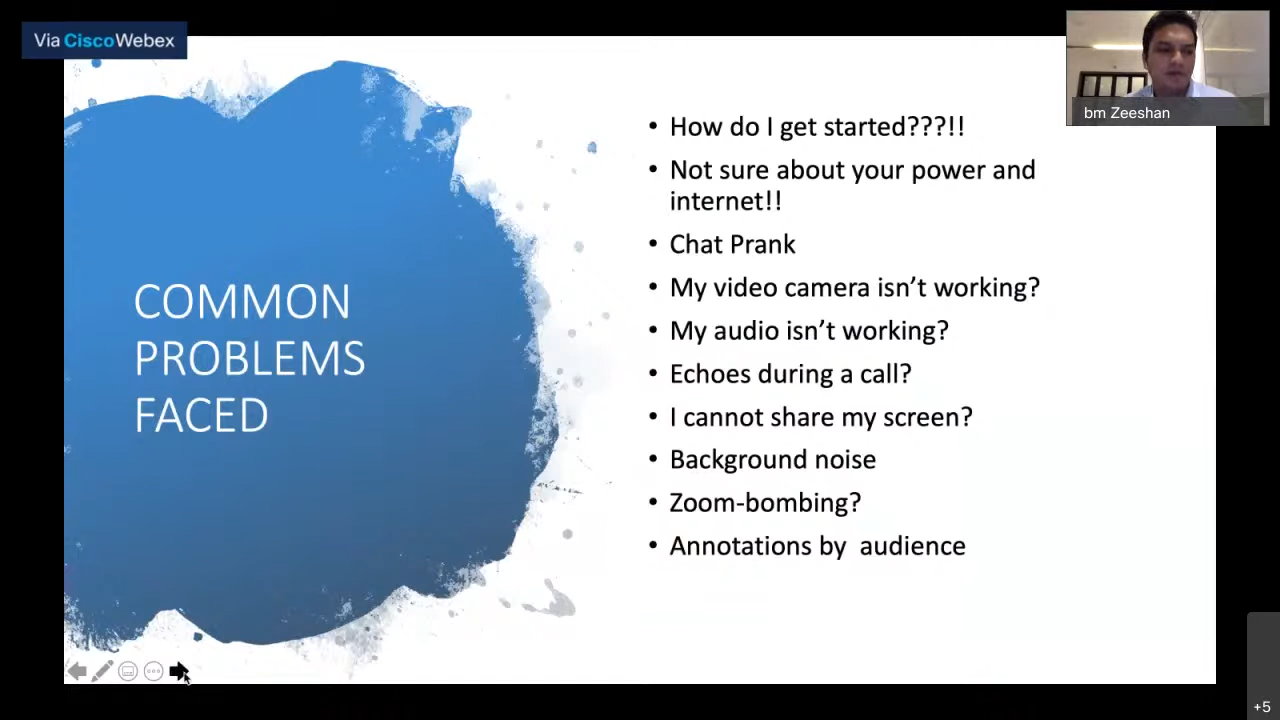 Via CiscoWebex
bm Zeeshan
COMMON
PROBLEMS
FACED
• How do I get started???!!
• Not sure about your power and
internet!!
• Chat Prank
• My video camera isn’t working?
• My audio isn’t working?
• Echoes during a call?
• I cannot share my screen?
• Background noise
• Zoom-bombing?
• Annotations by  audience
+5